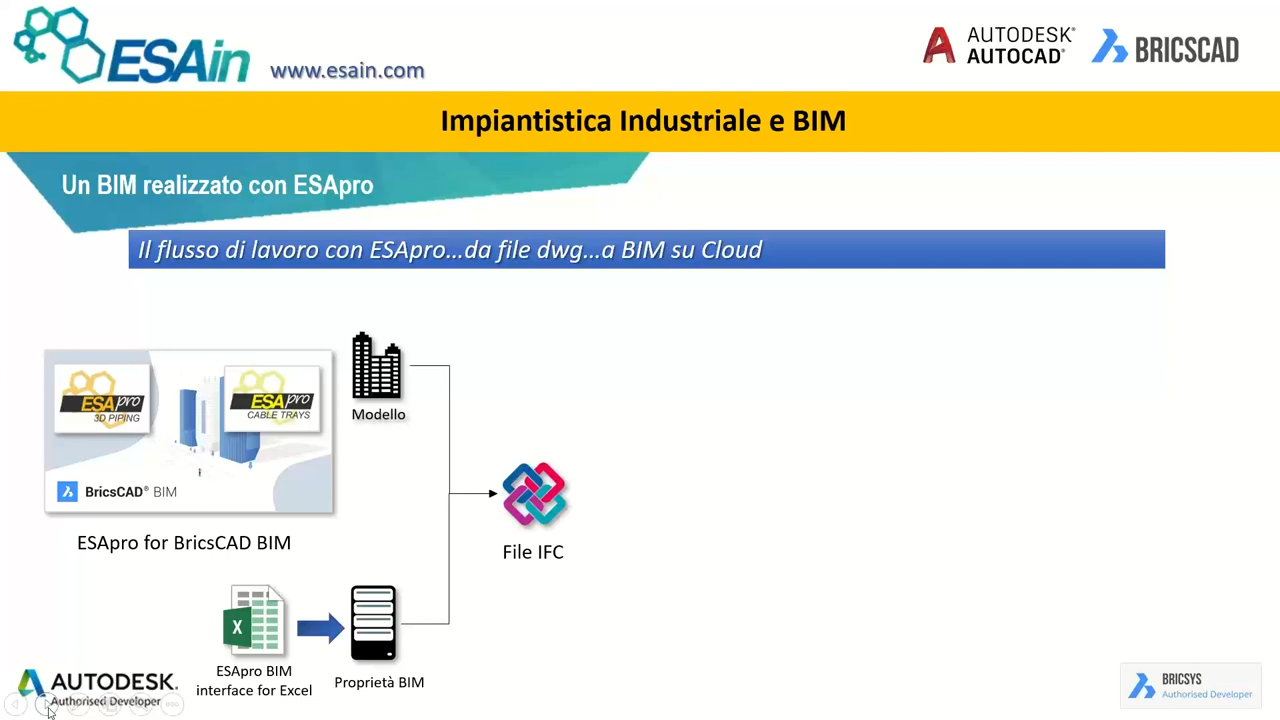 ESAin
www.esain.com
AUTODESK®
AUTOCAD®
BRICSCAD
Impiantistica Industriale e BIM
Un BIM realizzato con ESApro
Il flusso di lavoro con ESApro...da file dwg...a BIM su Cloud
ESApro
3D PIPING
ESApro
CABLE TRAYS
BricsCAD® BIM
Modello
ESApro for BricsCAD BIM
File IFC
X
ESApro BIM
interface for Excel
Proprietà BIM
AUTODESK.
Authorised Developer
BRICSYS
Authorised Developer